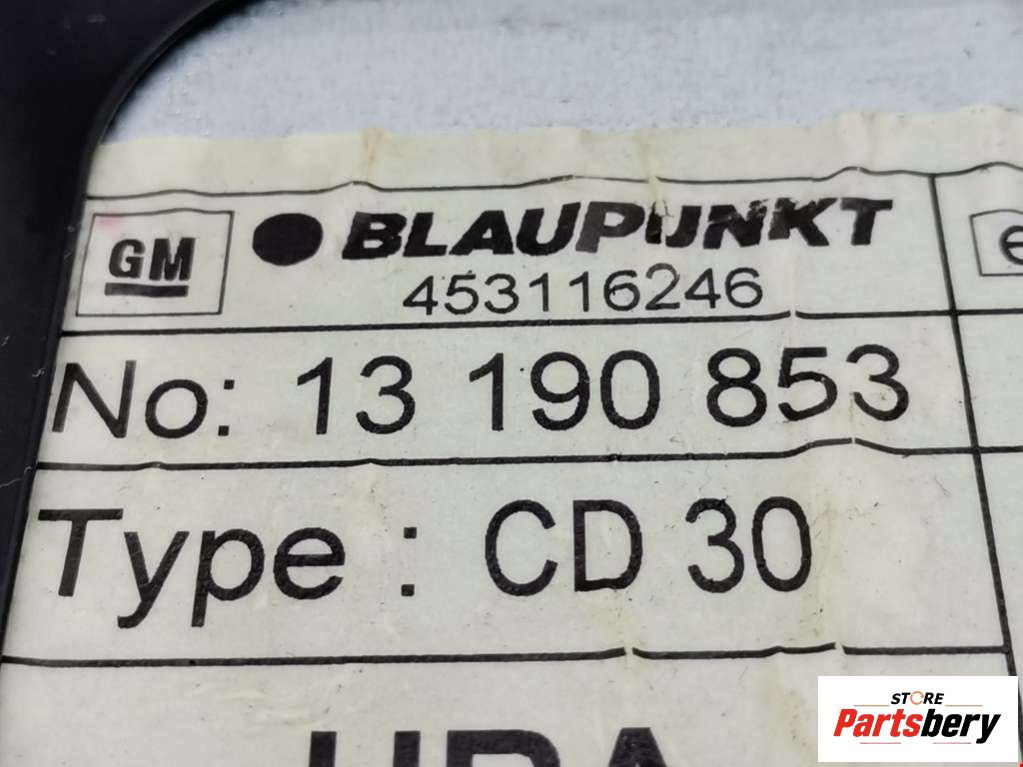 GM
BLAUPUNKT
e
453116246
No: 13 190 853
Type : CD 30
STORE
Partsbery